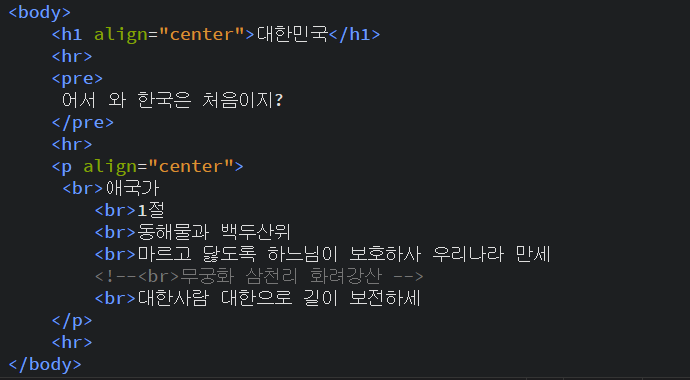 <body>
<h1 align="center">대한민국</h1>
<hr>
<pre>
어서 와 한국은 처음이지?
</pre>
<hr>
<p align="center">
<br>애국가
<br>1절
<br>동해물과 백두산위
<br>마르고 닳도록 하느님이 보호하사 우리나라 만세
<!--<br>무궁화 삼천리 화려강산 -->
<br>대한사람 대한으로 길이 보전하세
</p>
<hr>
</body>